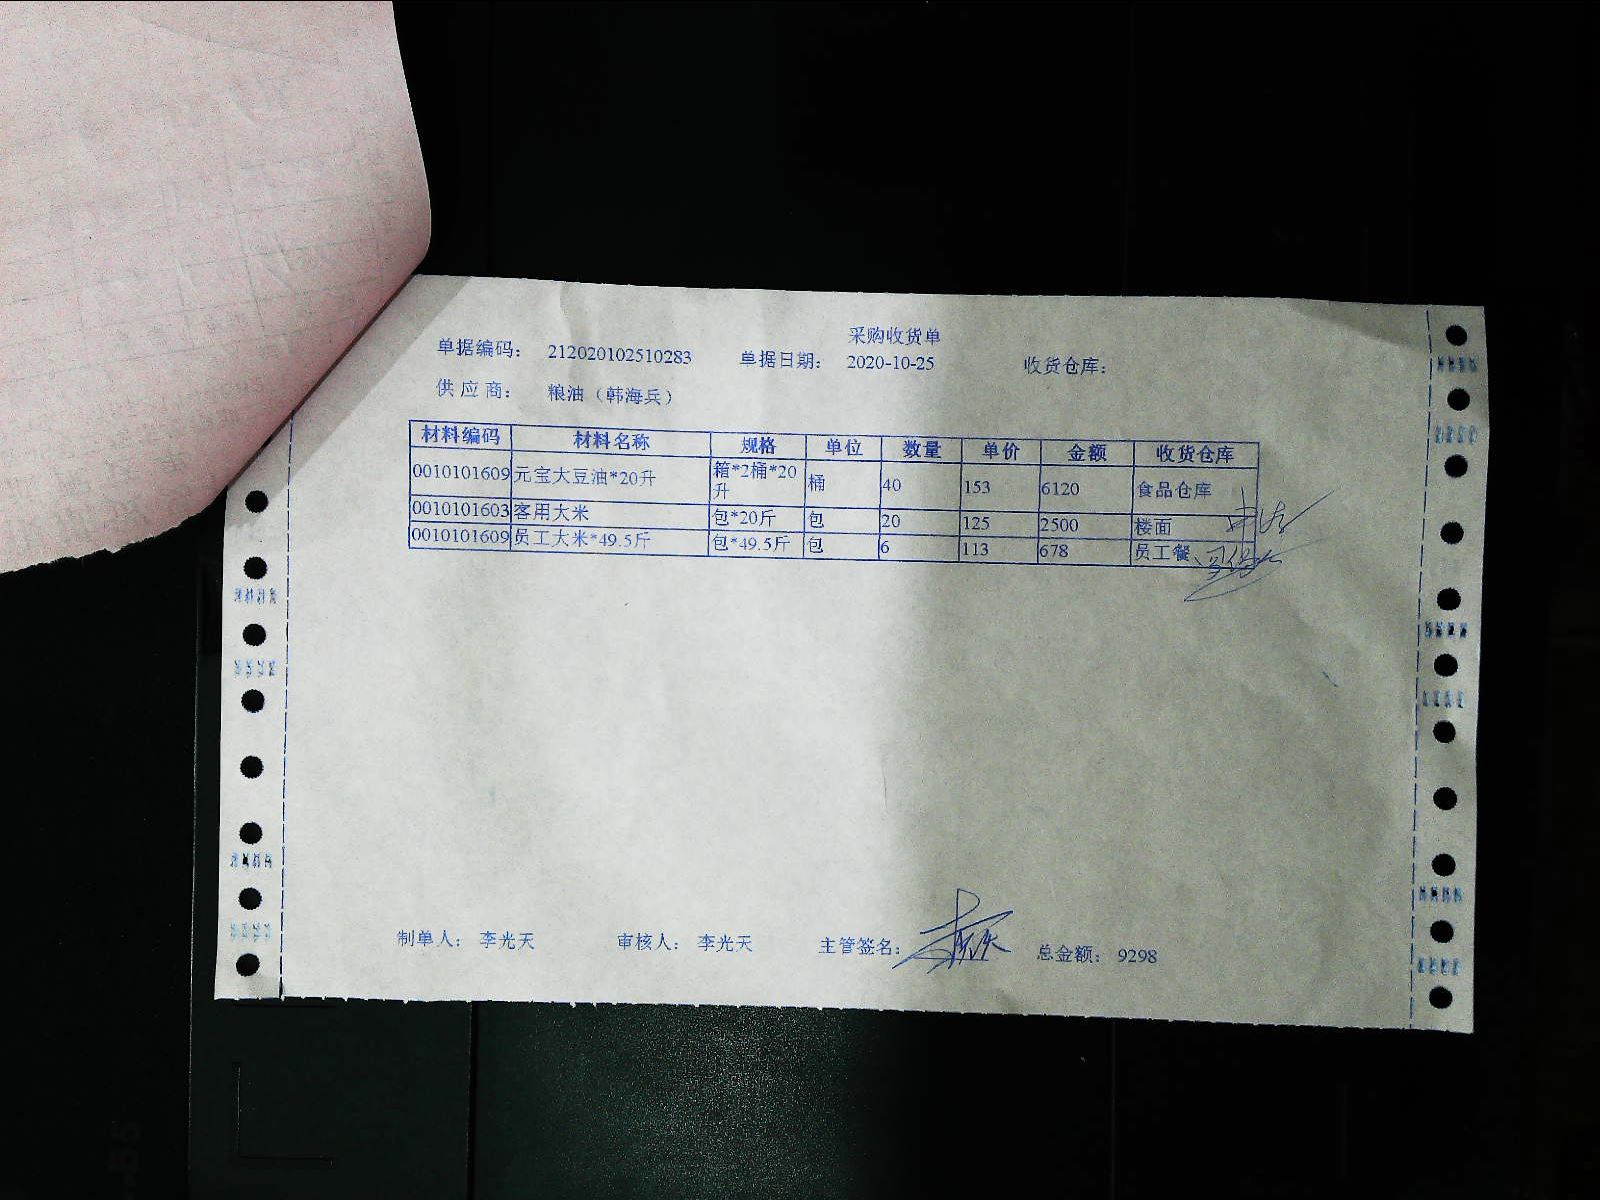 采购收货单
单据编码： 212020102510283 单据日期： 2020-10-25 收货仓库：
供 应 商： 粮油（韩海兵）
材料编码 材料名称 规格 单位 数量 单价 金额 收货仓库
0010101609 元宝大豆油*20升 箱*2桶*20升 桶 40 153 6120 食品仓库
0010101603 客用大米 包*20斤 包 20 125 2500 楼面
0010101609 员工大米*49.5斤 包*49.5斤 包 6 113 678 员工餐
制单人： 李光天 审核人： 李光天 主管签名： 总金额： 9298